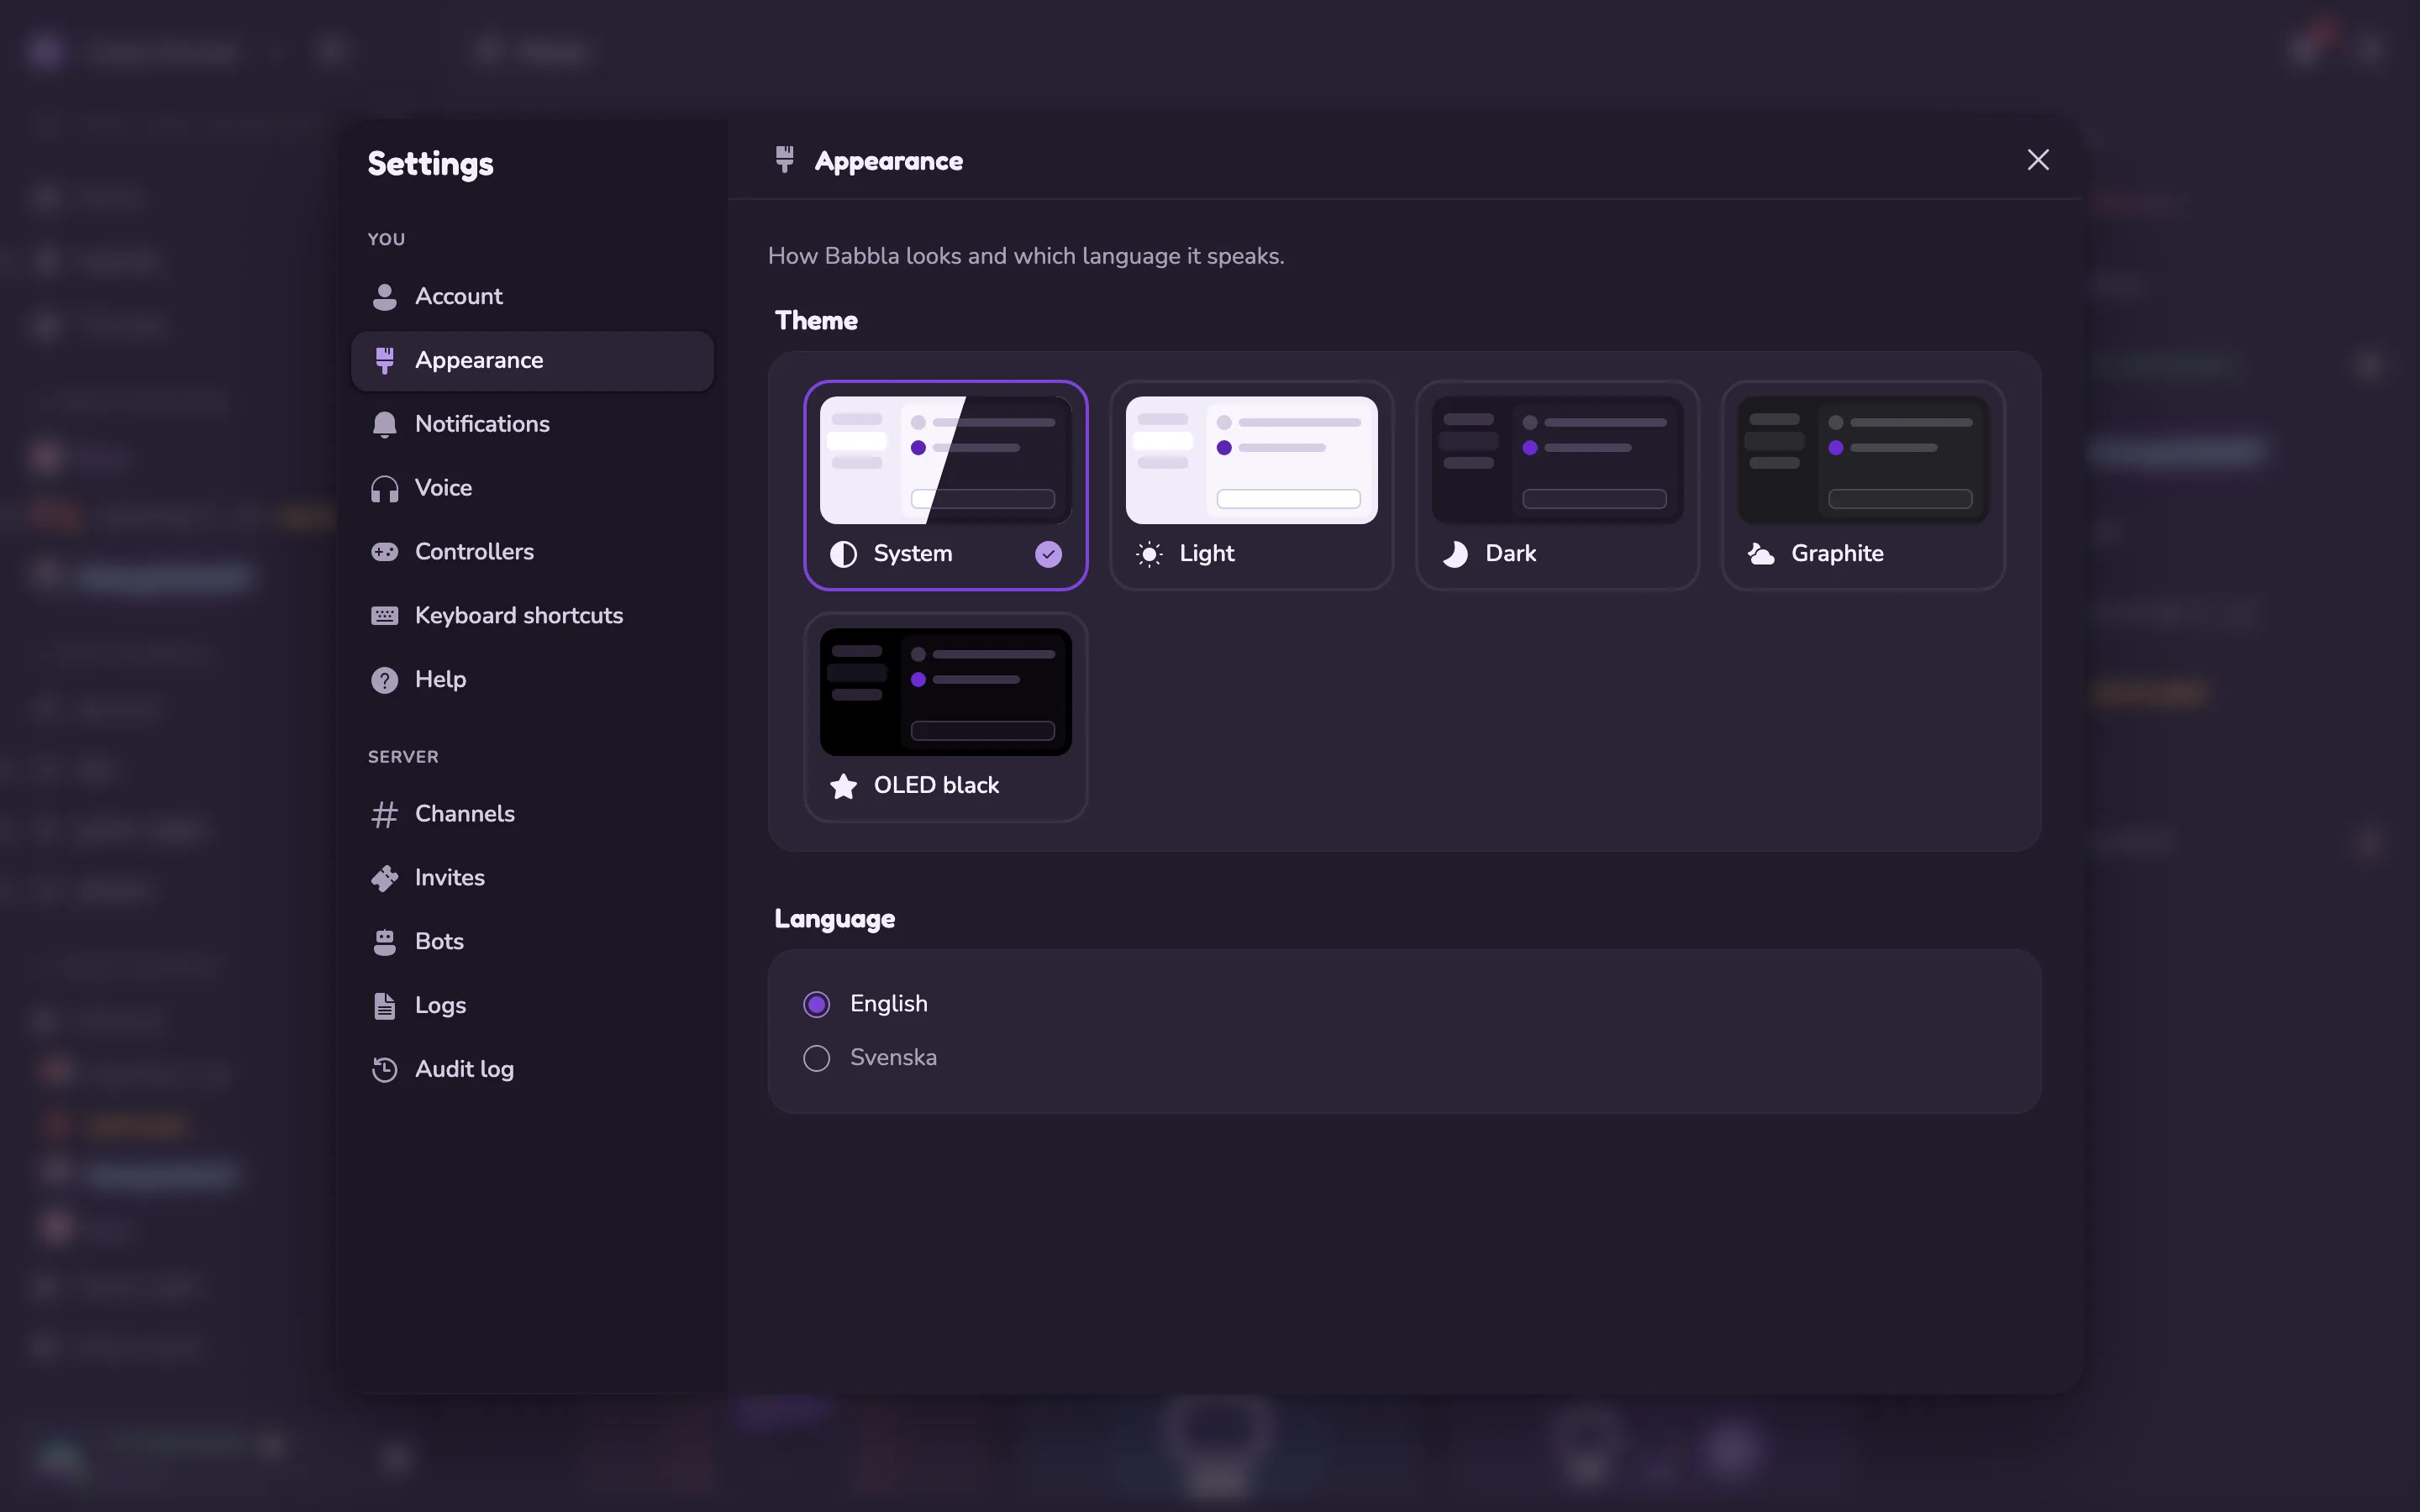 Settings
YOU
Account
Appearance
Notifications
Voice
Controllers
Keyboard shortcuts
Help
SERVER
Channels
Invites
Bots
Logs
Audit log
Appearance
How Babbla looks and which language it speaks.
Theme
System
Light
Dark
Graphite
OLED black
Language
English
Svenska